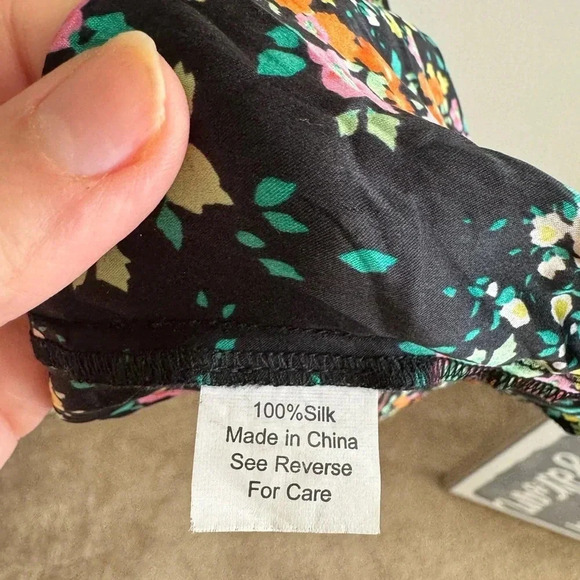 100%Silk
Made in China
See Reverse
For Care